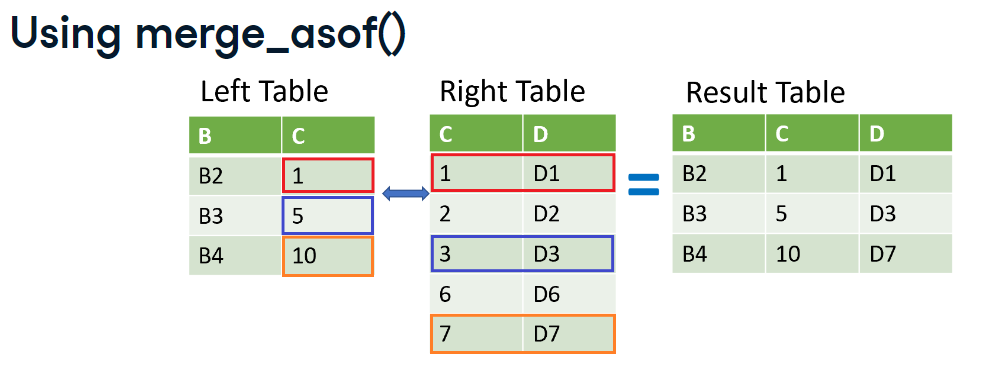 Using merge_asof()
Left Table
B C
B2 1
B3 5
B4 10
Right Table
C D
1 D1
2 D2
3 D3
6 D6
7 D7
=
Result Table
B C D
B2 1 D1
B3 5 D3
B4 10 D7